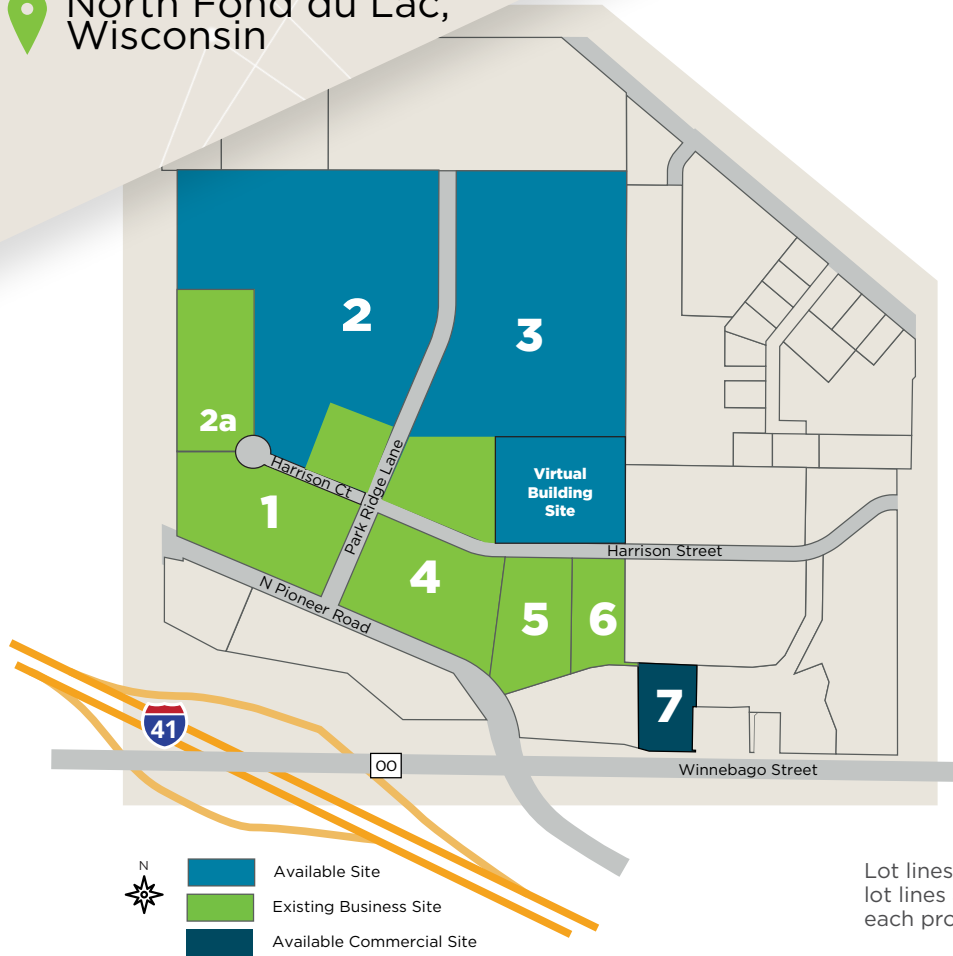 North Fond du Lac,
Wisconsin
2
3
2a
Virtual
Building
Site
Harrison Ct
Park Ridge Lane
1
Harrison Street
4
N Pioneer Road
5
6
7
41
OO
Winnebago Street
N
Available Site
Existing Business Site
Available Commercial Site
Lot lines
lot lines
each pro